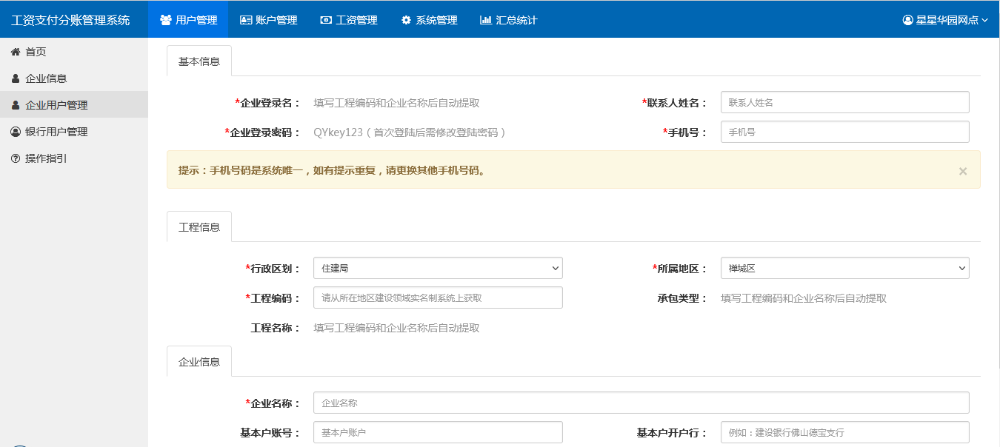 工资支付分账管理系统 用户管理 账户管理 工资管理 系统管理 汇总统计 星星华园网点
首页
企业信息
企业用户管理
银行用户管理
操作指引
基本信息
*企业登录名： 填写工程编码和企业名称后自动提取 *联系人姓名： 联系人姓名
*企业登录密码： QYkey123（首次登陆后需修改登陆密码） *手机号： 手机号
提示：手机号码是系统唯一，如有提示重复，请更换其他手机号码。 ×
工程信息
*行政区划： 住建局 *所属地区： 禅城区
*工程编码： 请从所在地区建设领域实名制系统上获取 承包类型： 填写工程编码和企业名称后自动提取
工程名称： 填写工程编码和企业名称后自动提取
企业信息
*企业名称： 企业名称
基本户账号： 基本户账户 基本户开户行： 例如：建设银行佛山德宝支行